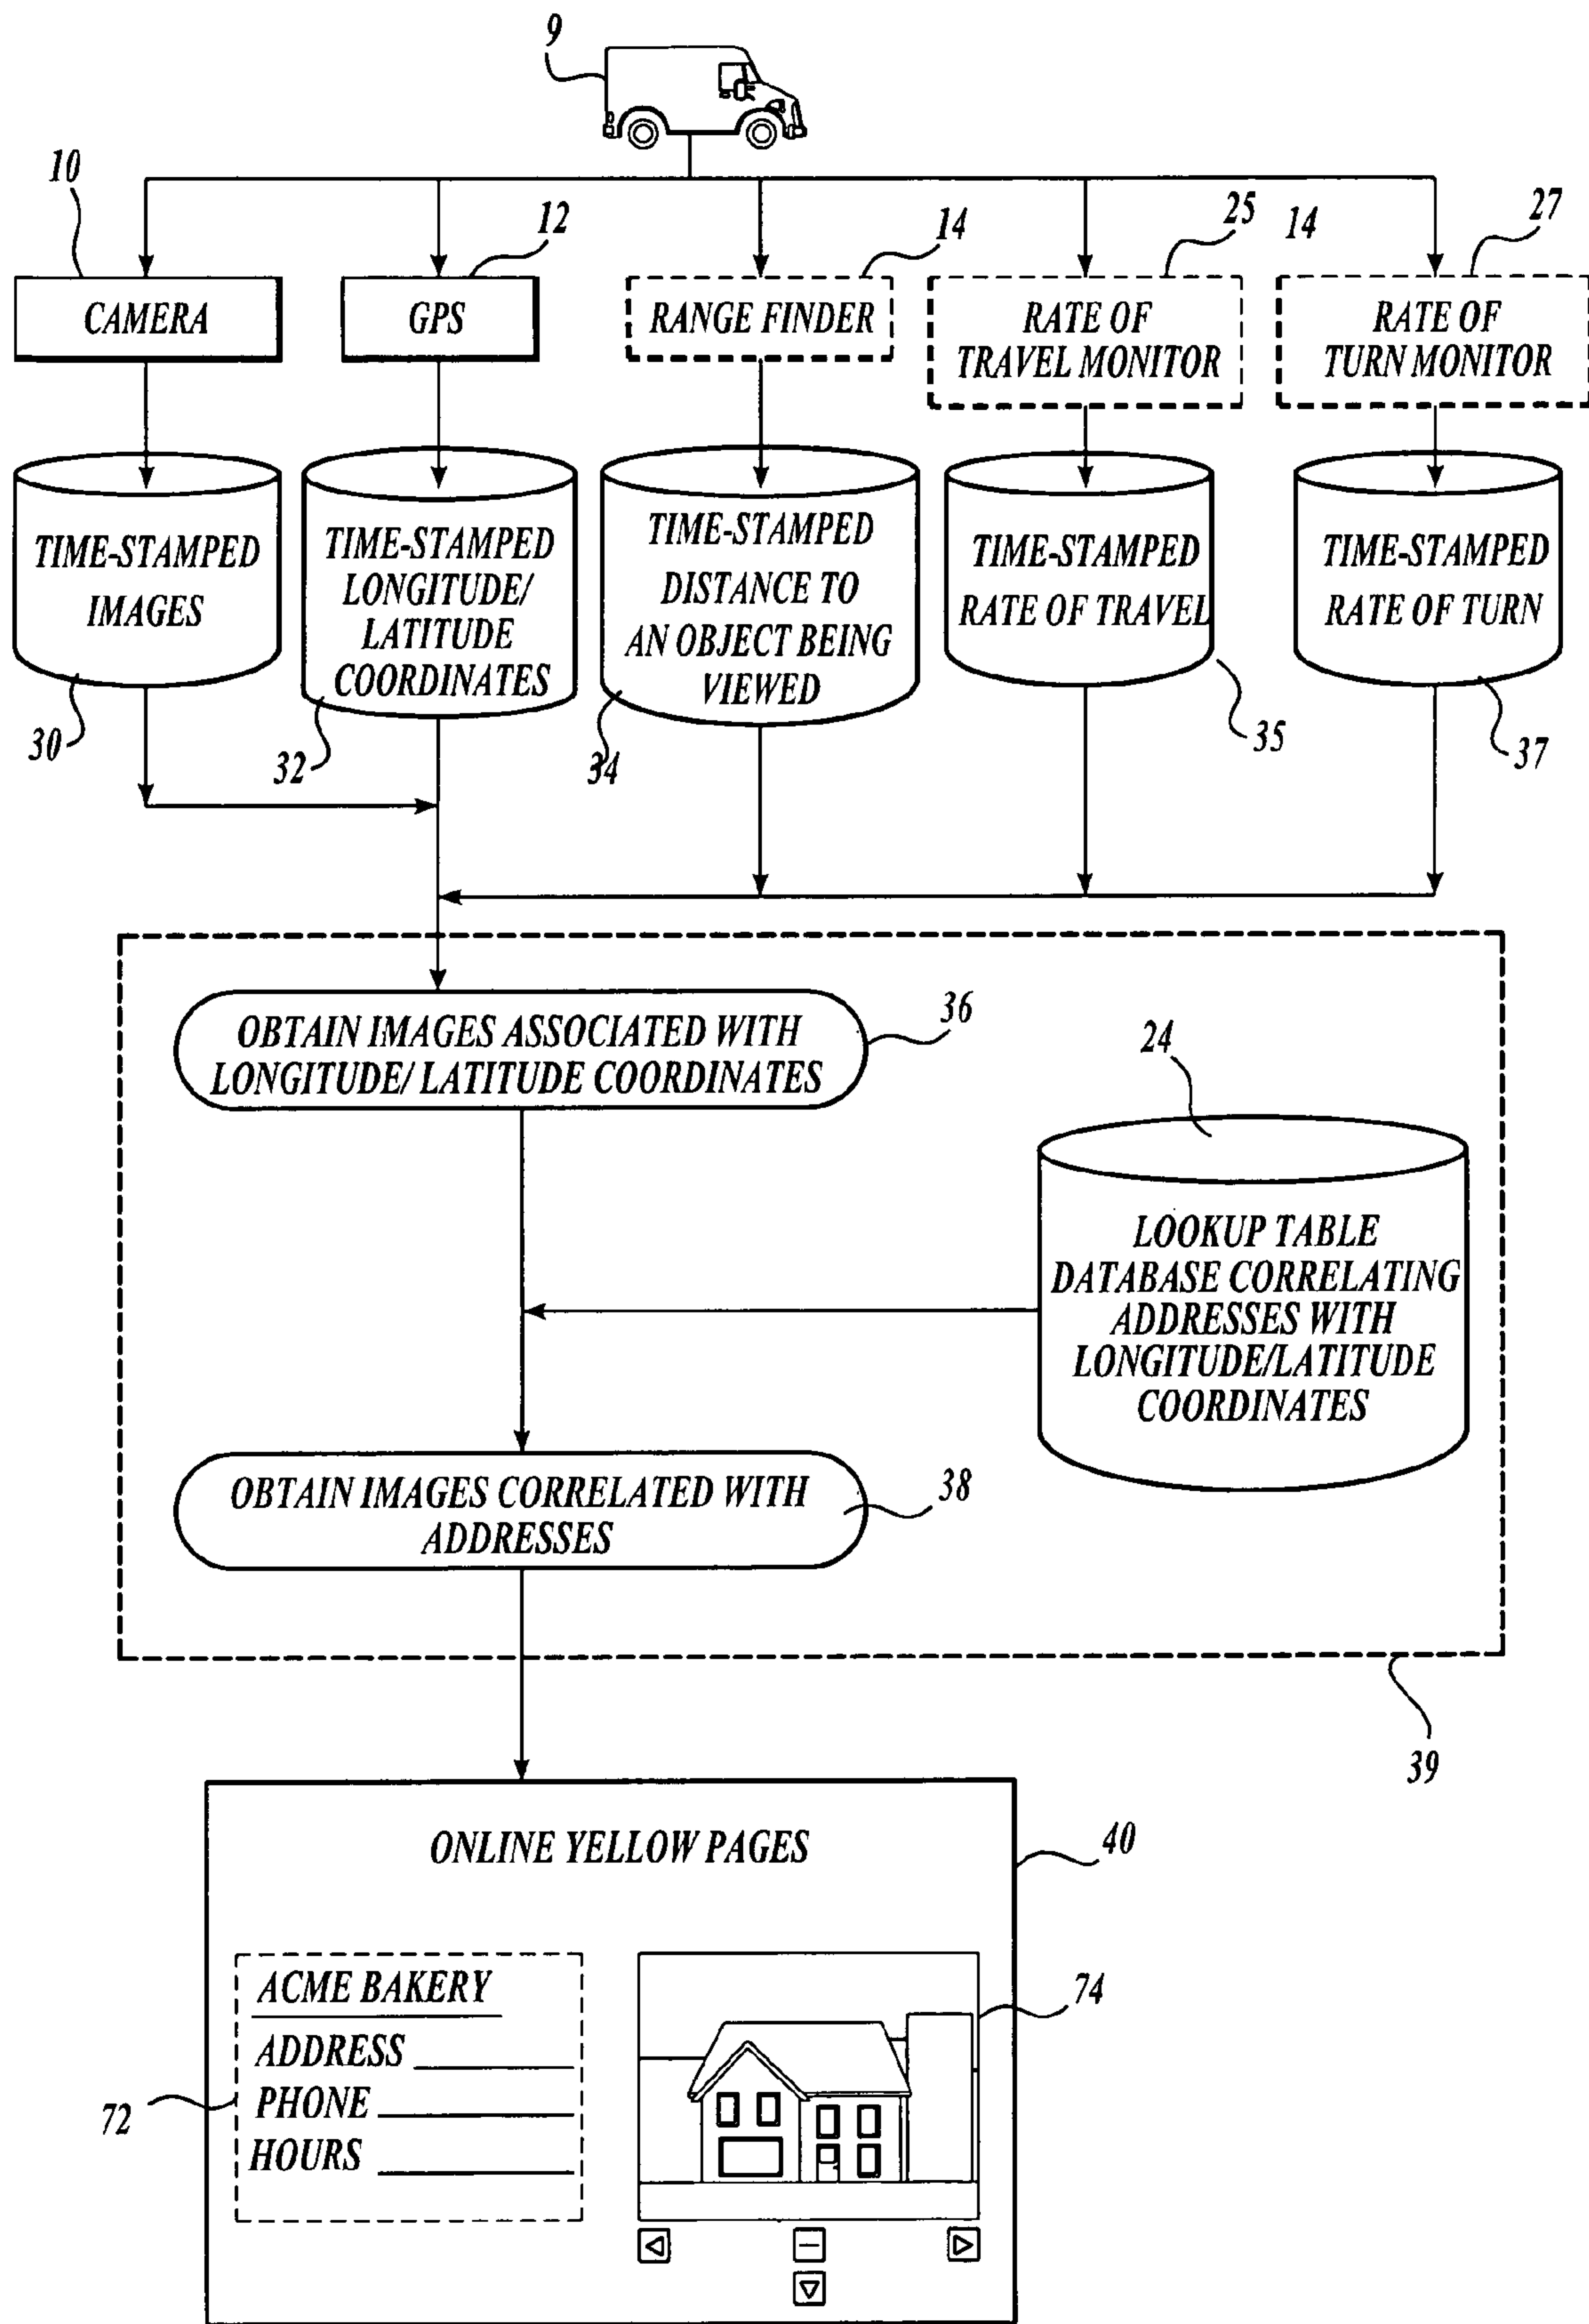 9
10
12
14
25
14
27
CAMERA
GPS
RANGE FINDER
RATE OF
TRAVEL MONITOR
RATE OF
TURN MONITOR
TIME-STAMPED
IMAGES
TIME-STAMPED
LONGITUDE/
LATITUDE
COORDINATES
TIME-STAMPED
DISTANCE TO
AN OBJECT BEING
VIEWED
TIME-STAMPED
RATE OF TRAVEL
TIME-STAMPED
RATE OF TURN
30
32
34
35
37
OBTAIN IMAGES ASSOCIATED WITH
LONGITUDE/ LATITUDE COORDINATES
36
24
LOOKUP TABLE
DATABASE CORRELATING
ADDRESSES WITH
LONGITUDE/LATITUDE
COORDINATES
OBTAIN IMAGES CORRELATED WITH
ADDRESSES
38
39
ONLINE YELLOW PAGES
40
ACME BAKERY
ADDRESS
PHONE
HOURS
72
74